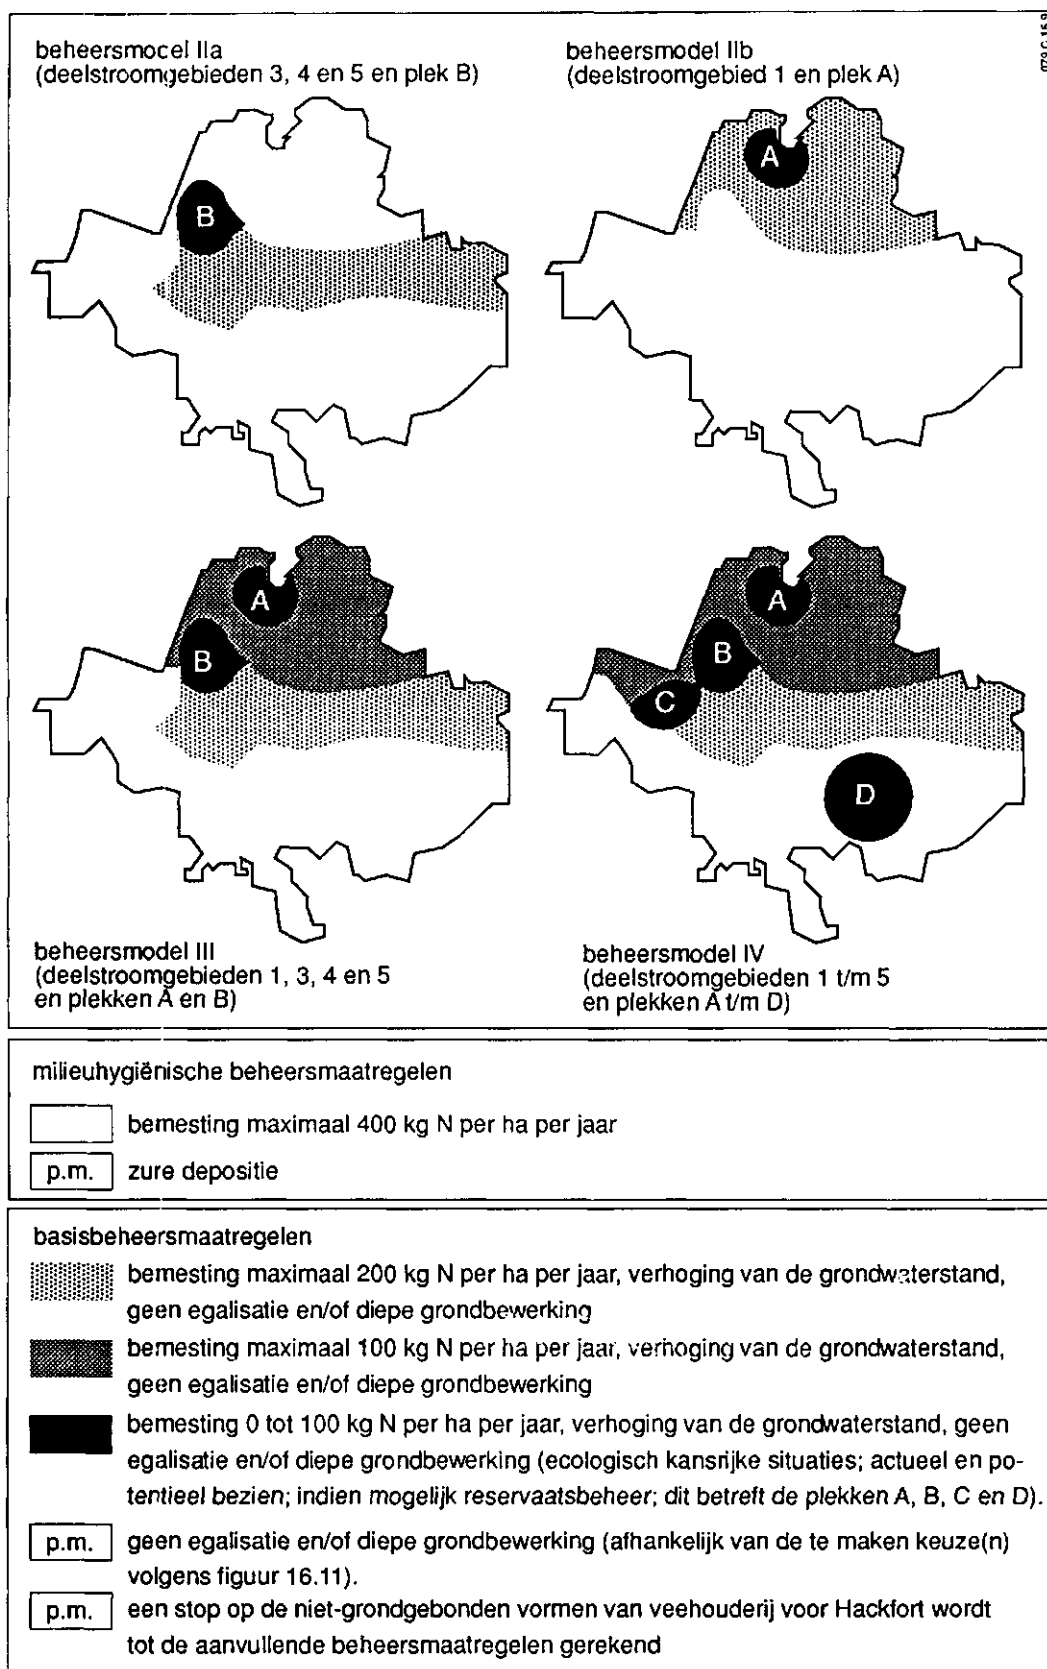 beheersmocel IIa
(deelstroomgebieden 3, 4 en 5 en plek B)
B
beheersmodel IIb
(deelstroomgebied 1 en plek A)
A
A
B
beheersmodel III
(deelstroomgebieden 1, 3, 4 en 5
en plekken A en B)
A
B
C
D
beheersmodel IV
(deelstroomgebieden 1 t/m 5
en plekken A t/m D)
milieuhygiënische beheersmaatregelen
bemesting maximaal 400 kg N per ha per jaar
p.m. zure depositie
basisbeheersmaatregelen
bemesting maximaal 200 kg N per ha per jaar, verhoging van de grondwaterstand,
geen egalisatie en/of diepe grondbewerking
bemesting maximaal 100 kg N per ha per jaar, verhoging van de grondwaterstand,
geen egalisatie en/of diepe grondbewerking
bemesting 0 tot 100 kg N per ha per jaar, verhoging van de grondwaterstand, geen
egalisatie en/of diepe grondbewerking (ecologisch kansrijke situaties; actueel en po-
tentieel bezien; indien mogelijk reservaatsbeheer; dit betreft de plekken A, B, C en D).
p.m. geen egalisatie en/of diepe grondbewerking (afhankelijk van de te maken keuze(n)
volgens figuur 16.11).
p.m. een stop op de niet-grondgebonden vormen van veehouderij voor Hackfort wordt
tot de aanvullende beheersmaatregelen gerekend